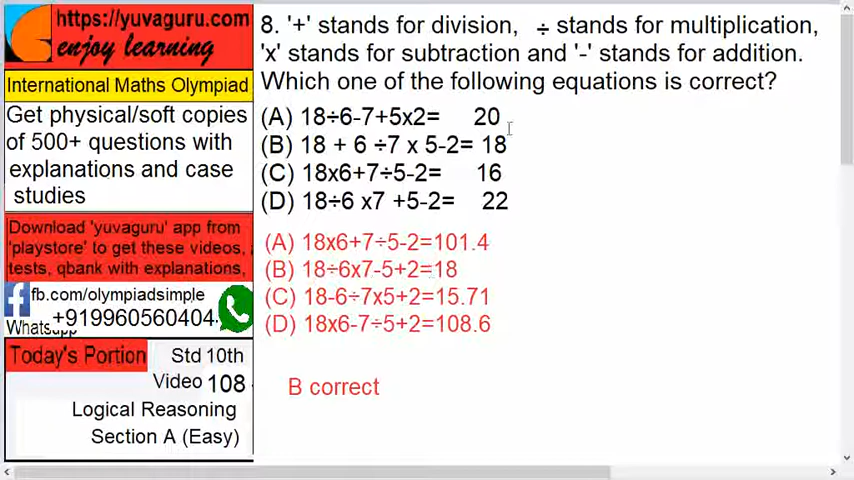 https://yuvaguru.com
enjoy learning
International Maths Olympiad
Get physical/soft copies
of 500+ questions with
explanations and case
studies
Download 'yuvaguru" app from
'playstore' to get these videos,
tests, qbank with explanations,
fb.com/olympiadsimple
+919960560404
Whatsapp
Today's Portion Std 10th
Video 108
Logical Reasoning
Section A (Easy)
8. '+' stands for division, ÷ stands for multiplication,
'x' stands for subtraction and '-' stands for addition.
Which one of the following equations is correct?
(A) 18÷6-7+5x2= 20
(B) 18 + 6 ÷7 x 5-2= 18
(C) 18x6+7÷5-2= 16
(D) 18÷6 x7 +5-2= 22
(A) 18x6+7÷5-2=101.4
(B) 18÷6x7-5+2=18
(C) 18-6÷7x5+2=15.71
(D) 18x6-7÷5+2=108.6
B correct